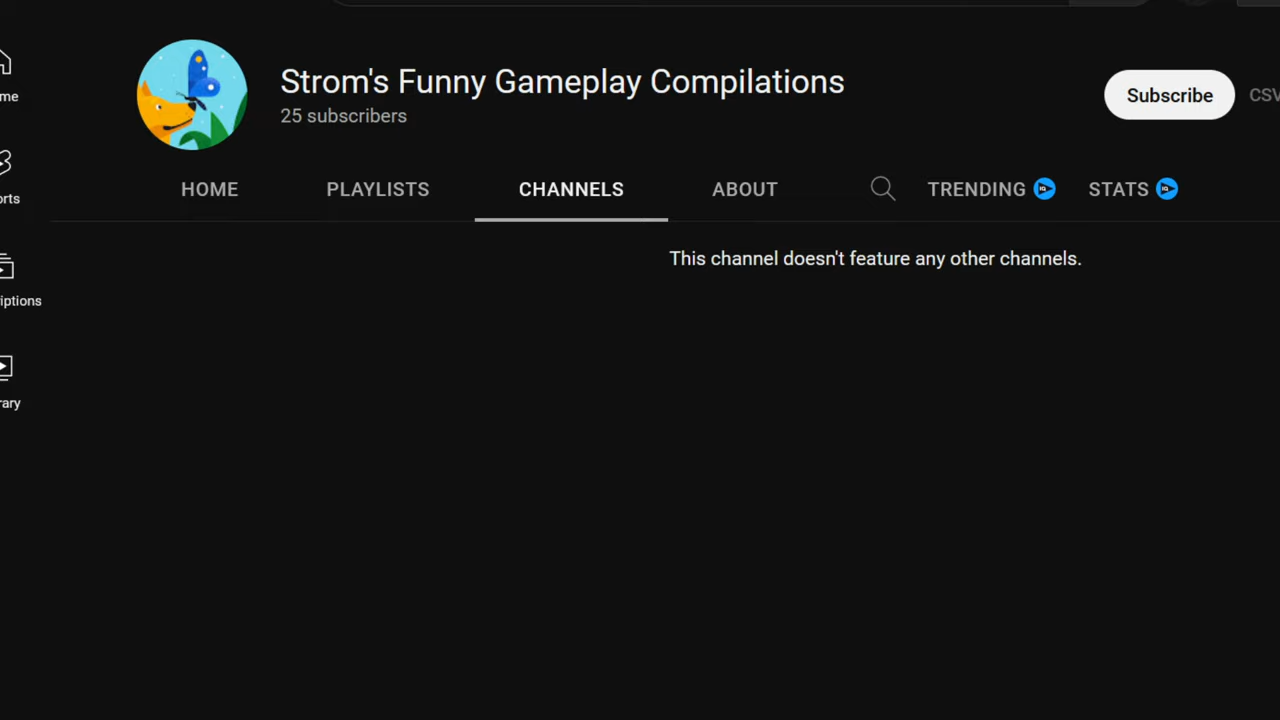 Strom's Funny Gameplay Compilations
25 subscribers
Subscribe
CSV
HOME PLAYLISTS CHANNELS ABOUT TRENDING STATS
This channel doesn't feature any other channels.
me
orts
iptions
rary